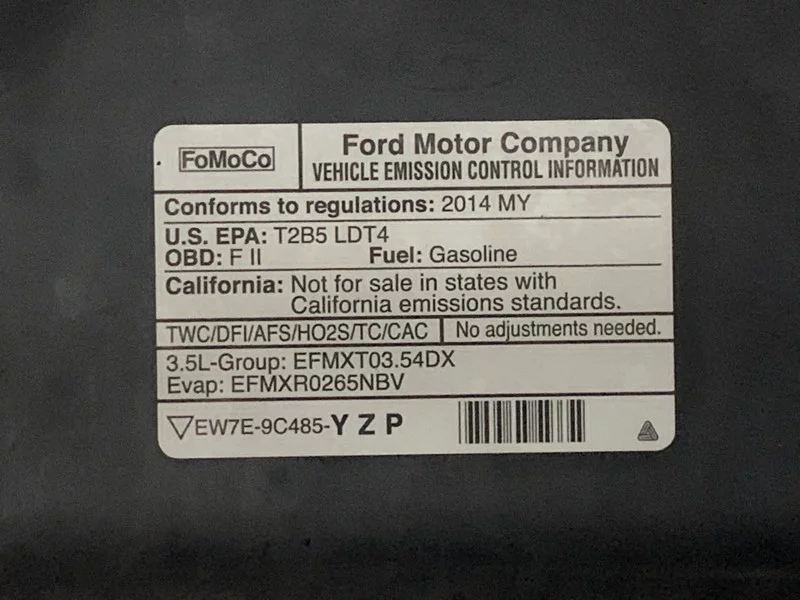 FoMoCo
Ford Motor Company
VEHICLE EMISSION CONTROL INFORMATION
Conforms to regulations: 2014 MY
U.S. EPA: T2B5 LDT4
OBD: F II Fuel: Gasoline
California: Not for sale in states with
California emissions standards.
TWC/DFI/AFS/HO2S/TC/CAC No adjustments needed.
3.5L-Group: EFMXT03.54DX
Evap: EFMXR0265NBV
EW7E-9C485-Y Z P